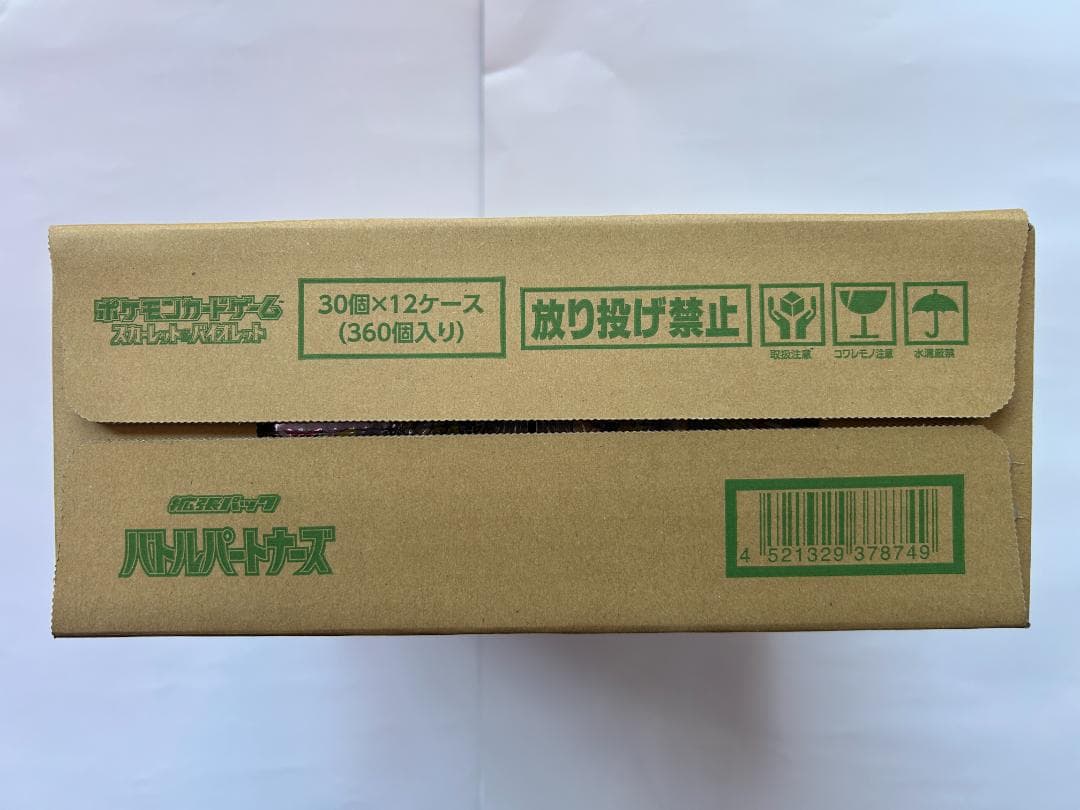 ポケモンカードゲーム
スカーレット&バイオレット
30個×12ケース
(360個入り)
放り投げ禁止
取扱注意
コワレモノ注意
水濡厳禁
拡張パック
バトルパートナーズ
4 521329 378749